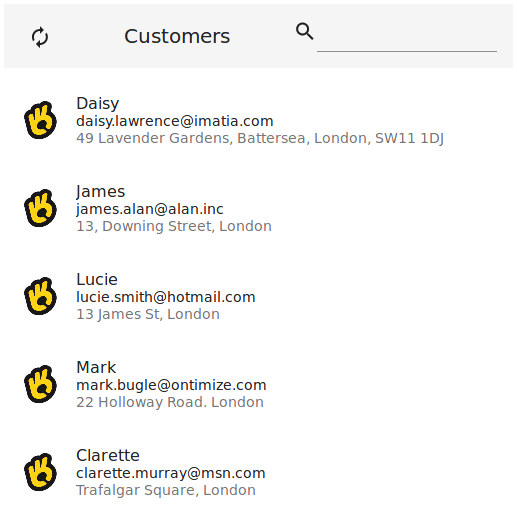 Customers
Daisy
daisy.lawrence@imatia.com
49 Lavender Gardens, Battersea, London, SW11 1DJ
James
james.alan@alan.inc
13, Downing Street, London
Lucie
lucie.smith@hotmail.com
13 James St, London
Mark
mark.bugle@ontimize.com
22 Holloway Road. London
Clarette
clarette.murray@msn.com
Trafalgar Square, London